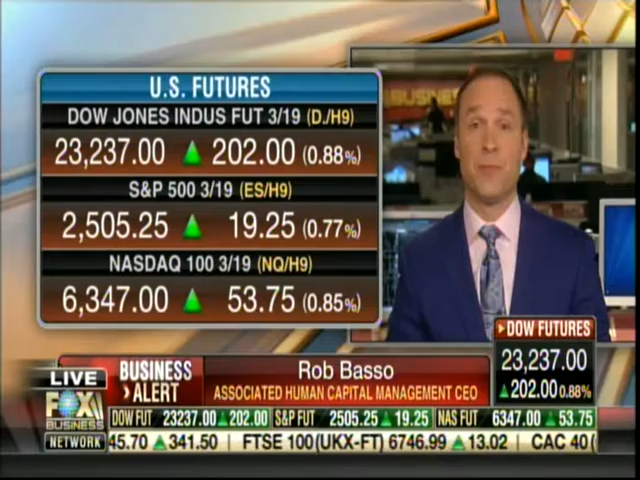 BUSINESS
U.S. FUTURES
DOW JONES INDUS FUT 3/19 (D./H9)
23,237.00 ▲ 202.00 (0.88%)
S&P 500 3/19 (ES/H9)
2,505.25 ▲ 19.25 (0.77%)
NASDAQ 100 3/19 (NQ/H9)
6,347.00 ▲ 53.75 (0.85%)
DOW FUTURES
23,237.00
▲202.00 0.88%
LIVE
FOX
BUSINESS
NETWORK
BUSINESS
ALERT
Rob Basso
ASSOCIATED HUMAN CAPITAL MANAGEMENT CEO
DOW FUT 23237.00▲202.00 S&P FUT 2505.25▲19.25 NAS FUT 6347.00▲53.75
45.70 ▲341.50 | FTSE 100(UKX-FT) 6746.99 ▲13.02 | CAC 40(